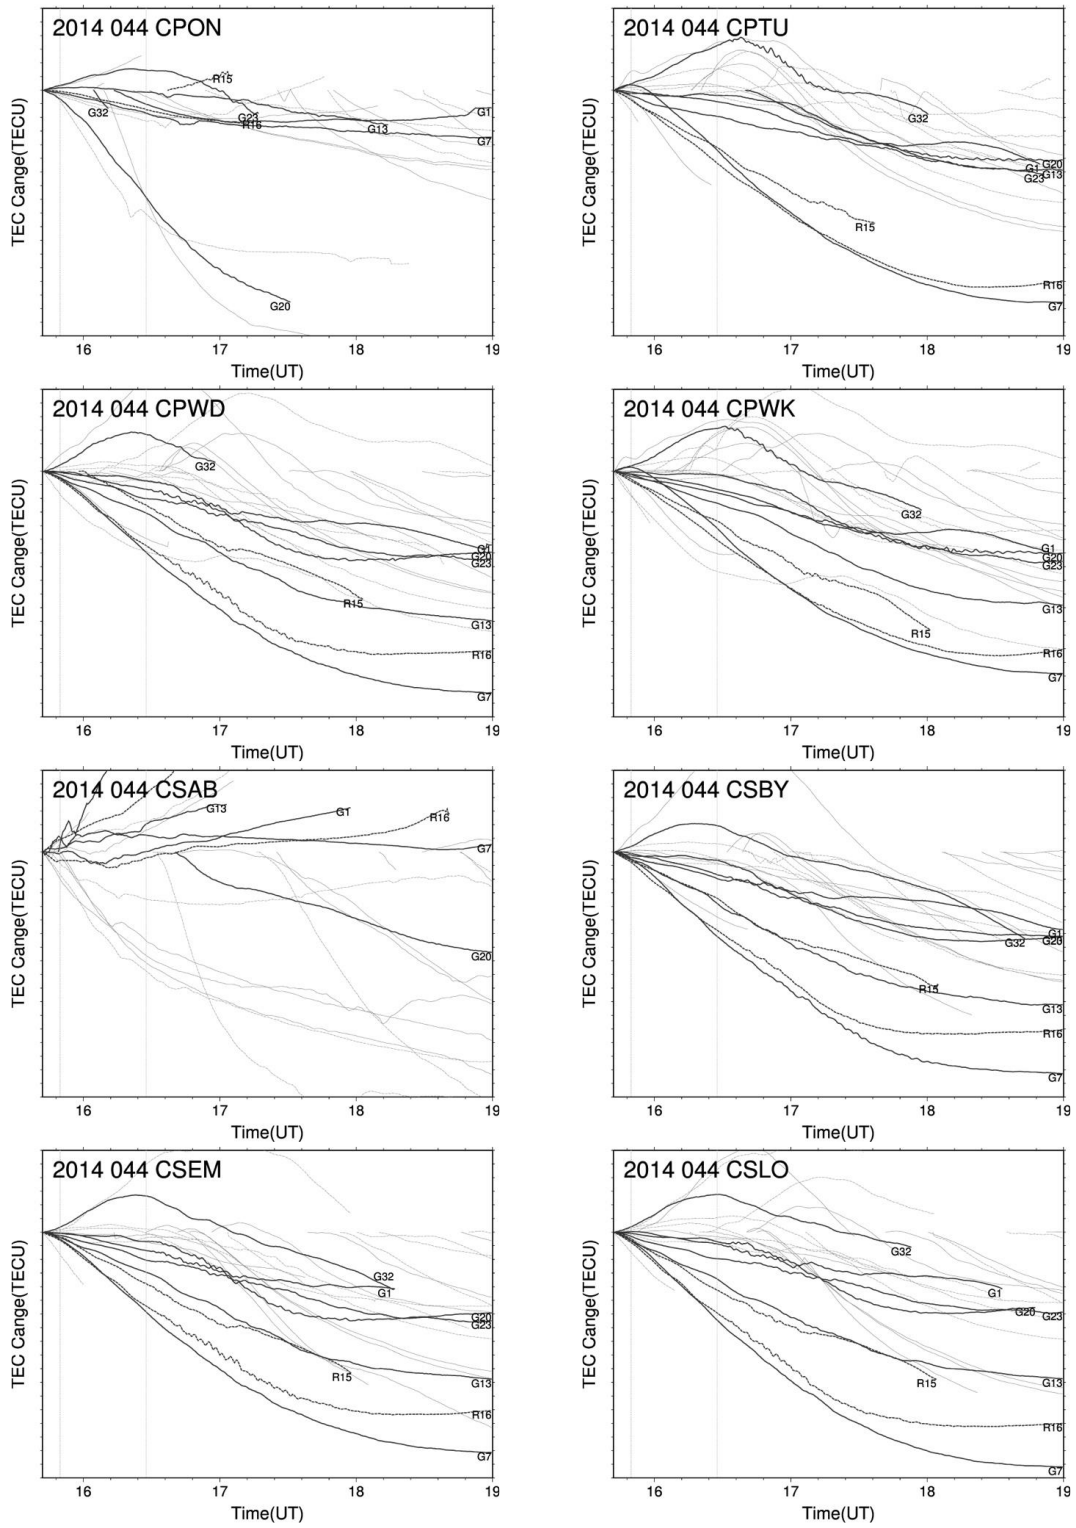 2014 044 CPON
TEC Cange(TECU)
R15
G32
G23
R16
G13
G1
G7
G20
16 17 18 19
Time(UT)
2014 044 CPTU
TEC Cange(TECU)
G32
G1
G20
G23
G13
R15
R16
G7
16 17 18 19
Time(UT)
2014 044 CPWD
TEC Cange(TECU)
G32
G1
G20
G23
R15
G13
R16
G7
16 17 18 19
Time(UT)
2014 044 CPWK
TEC Cange(TECU)
G32
G1
G20
G23
G13
R15
R16
G7
16 17 18 19
Time(UT)
2014 044 CSAB
TEC Cange(TECU)
G13
G1
R16
G7
G20
16 17 18 19
Time(UT)
2014 044 CSBY
TEC Cange(TECU)
G1
G32
G23
R15
G13
R16
G7
16 17 18 19
Time(UT)
2014 044 CSEM
TEC Cange(TECU)
G32
G1
G20
G23
R15
G13
R16
G7
16 17 18 19
Time(UT)
2014 044 CSLO
TEC Cange(TECU)
G32
G1
G20
G23
R15
G13
R16
G7
16 17 18 19
Time(UT)